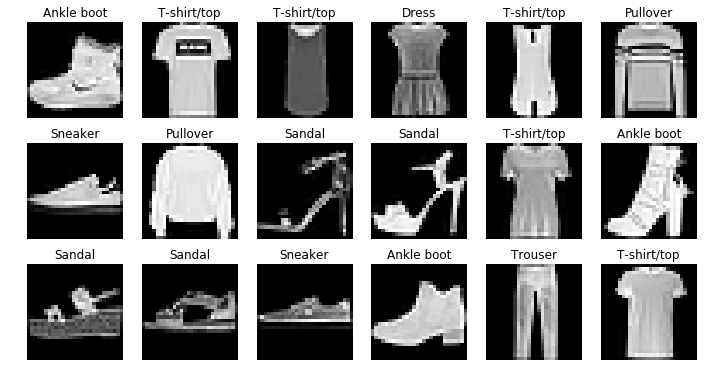 Ankle boot T-shirt/top T-shirt/top Dress T-shirt/top Pullover
Sneaker Pullover Sandal Sandal T-shirt/top Ankle boot
Sandal Sandal Sneaker Ankle boot Trouser T-shirt/top